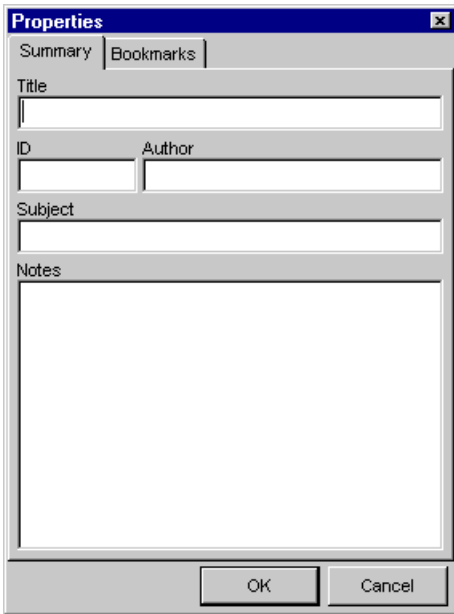 Properties
Summary Bookmarks
Title
ID Author
Subject
Notes
OK Cancel